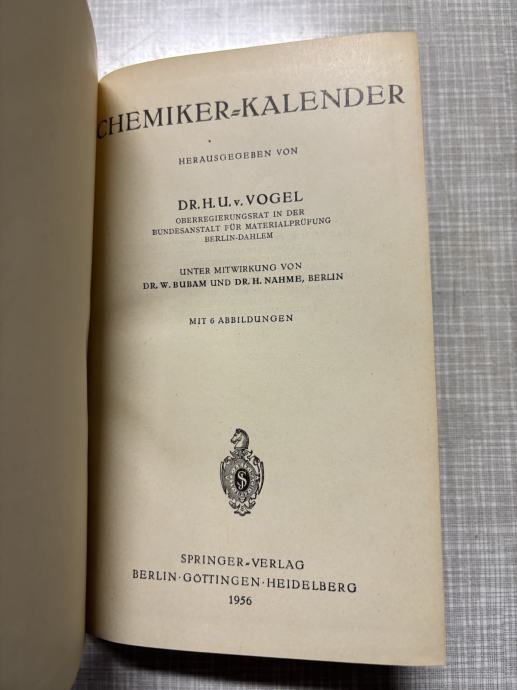 CHEMIKER=KALENDER
HERAUSGEGEBEN VON
DR. H. U. v. VOGEL
OBERREGIERUNGSRAT IN DER
BUNDESANSTALT FÜR MATERIALPRÜFUNG
BERLIN-DAHLEM
UNTER MITWIRKUNG VON
DR. W. BUBAM UND DR. H. NAHME, BERLIN
MIT 6 ABBILDUNGEN
SPRINGER=VERLAG
BERLIN · GÖTTINGEN · HEIDELBERG
1956